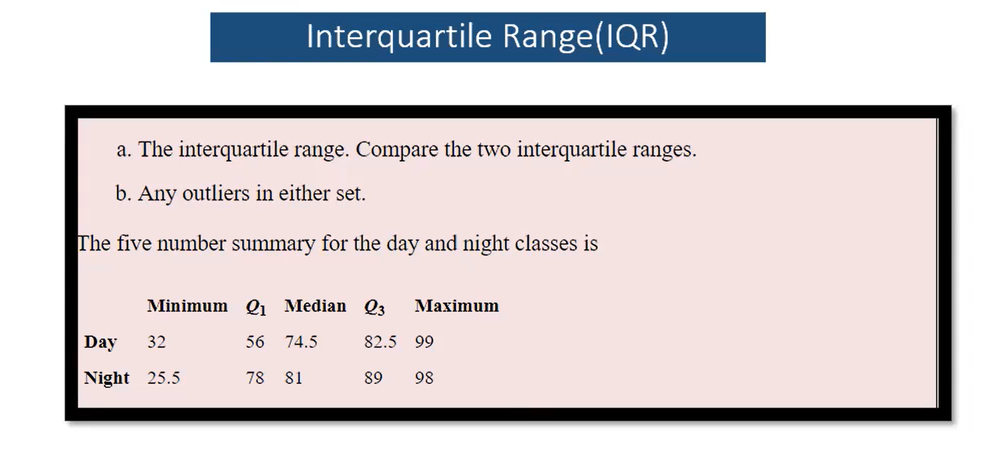 Interquartile Range(IQR)
a. The interquartile range. Compare the two interquartile ranges.
b. Any outliers in either set.
The five number summary for the day and night classes is
Minimum Q1 Median Q3 Maximum
Day 32 56 74.5 82.5 99
Night 25.5 78 81 89 98